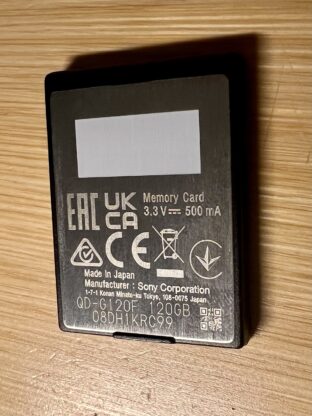 EAC UK CA Memory Card
3.3 V⎓ 500 mA
CE
Made in Japan
Manufacturer : Sony Corporation
1-7-1 Konan Minato-ku Tokyo, 108-0075 Japan
QD-G120F 120GB
08DH1KRC99